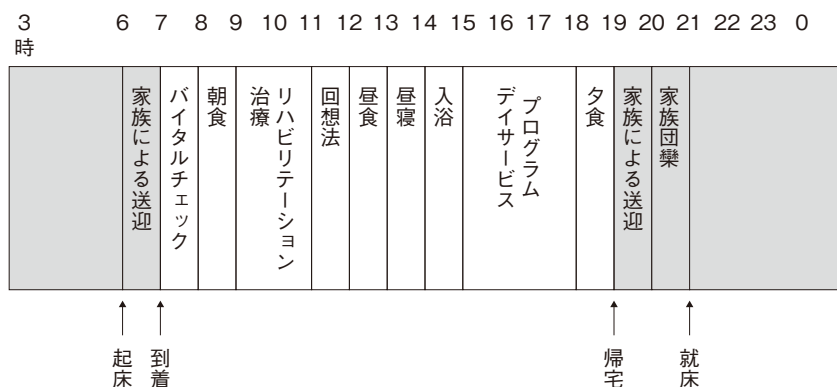 3 6 7 8 9 10 11 12 13 14 15 16 17 18 19 20 21 22 23 0
時
家族による送迎
バイタルチェック
朝食
リハビリテーション
治療
回想法
昼食
昼寝
入浴
プログラム
デイサービス
夕食
家族による送迎
家族団欒
起床
到着
帰宅
就床